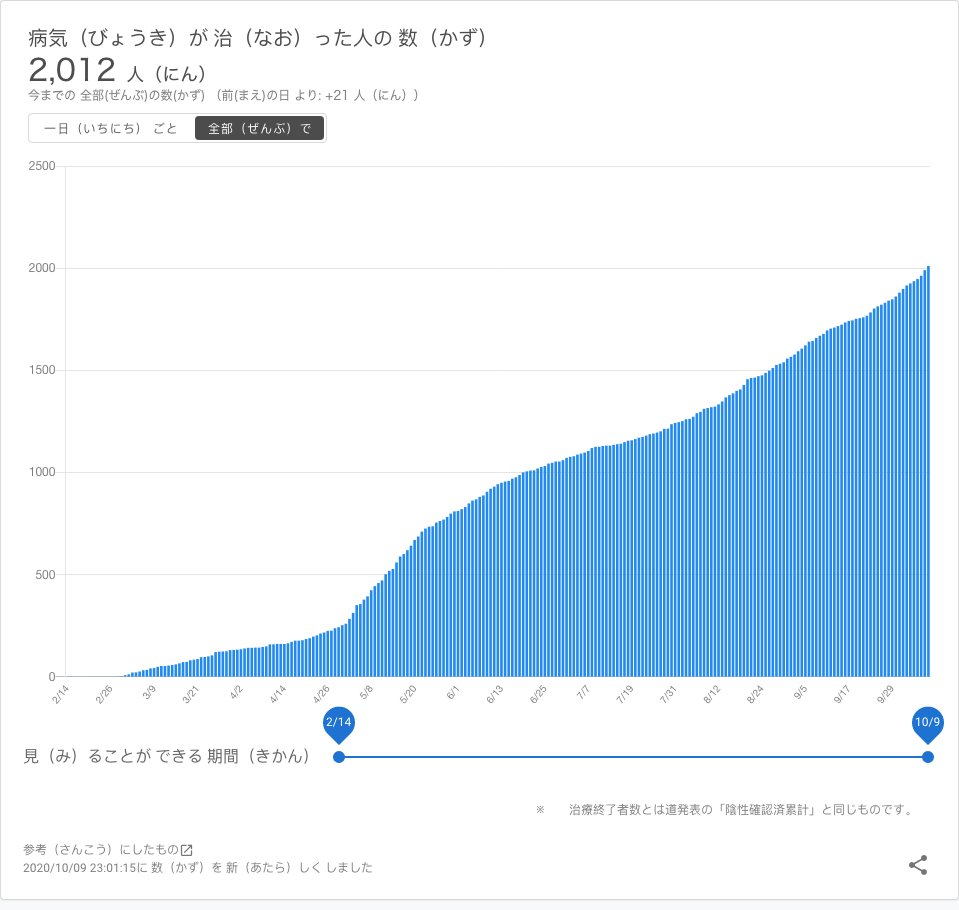 病気（びょうき）が 治（なお）った人の 数（かず）
2,012 人（にん）
今までの 全部(ぜんぶ)の数(かず) （前(まえ)の日 より: +21 人（にん））
一日（いちにち） ごと 全部（ぜんぶ）で
2500
2000
1500
1000
500
0
2/14 2/26 3/9 3/21 4/2 4/14 4/26 5/8 5/20 6/1 6/13 6/25 7/7 7/19 7/31 8/12 8/24 9/5 9/17 9/29
2/14 10/9
見（み）ることが できる 期間（きかん）
※ 治療終了者数とは道発表の「陰性確認済累計」と同じものです。
参考（さんこう）にしたもの
2020/10/09 23:01:15に 数（かず）を 新（あたら）しく しました